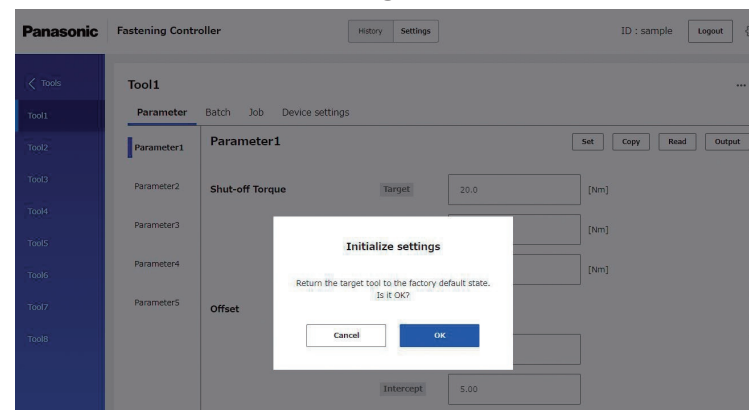 Panasonic
Fastening Controller
History Settings
ID : sample
Logout
Tools
Tool1
Tool2
Tool3
Tool4
Tool5
Tool6
Tool7
Tool8
Tool1
...
Parameter Batch Job Device settings
Parameter1
Parameter2
Parameter3
Parameter4
Parameter5
Parameter1
Set Copy Read Output
Shut-off Torque Target 20.0 [Nm]
[Nm]
[Nm]
Offset
Intercept 5.00
Initialize settings
Return the target tool to the factory default state.
Is it OK?
Cancel OK